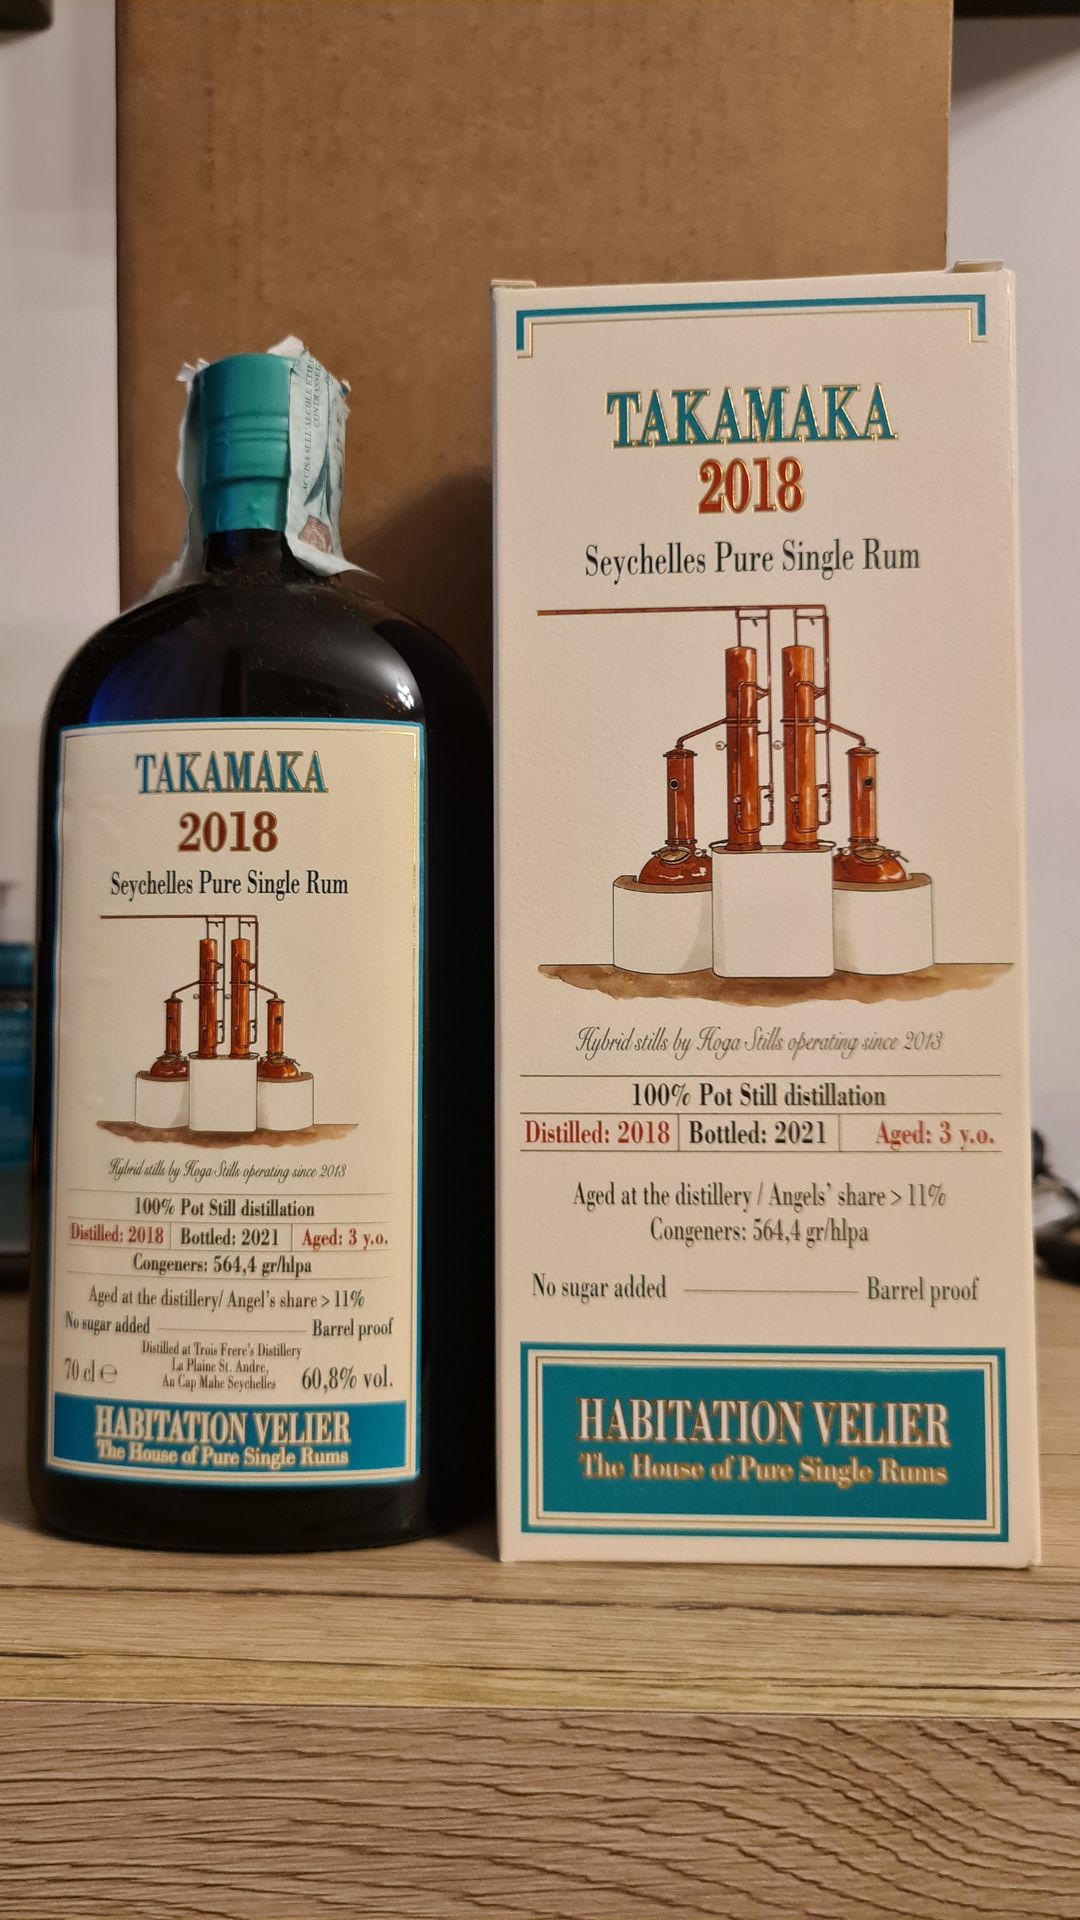 ACCISA SULL'ALCOLE ETIL
CONTRASSE
TAKAMAKA
2018
Seychelles Pure Single Rum
Hybrid stills by Hoga Stills operating since 2013
100% Pot Still distillation
Distilled: 2018 Bottled: 2021 Aged: 3 y.o.
Congeners: 564,4 gr/hlpa
Aged at the distillery/ Angel's share > 11%
No sugar added Barrel proof
Distilled at Trois Frere's Distillery
La Plaine St. Andre,
Au Cap Mahe Seychelles
70 cl ℮
60,8% vol.
HABITATION VELIER
The House of Pure Single Rums
TAKAMAKA
2018
Seychelles Pure Single Rum
Hybrid stills by Hoga Stills operating since 2013
100% Pot Still distillation
Distilled: 2018 Bottled: 2021 Aged: 3 y.o.
Aged at the distillery / Angels' share > 11%
Congeners: 564,4 gr/hlpa
No sugar added Barrel proof
HABITATION VELIER
The House of Pure Single Rums